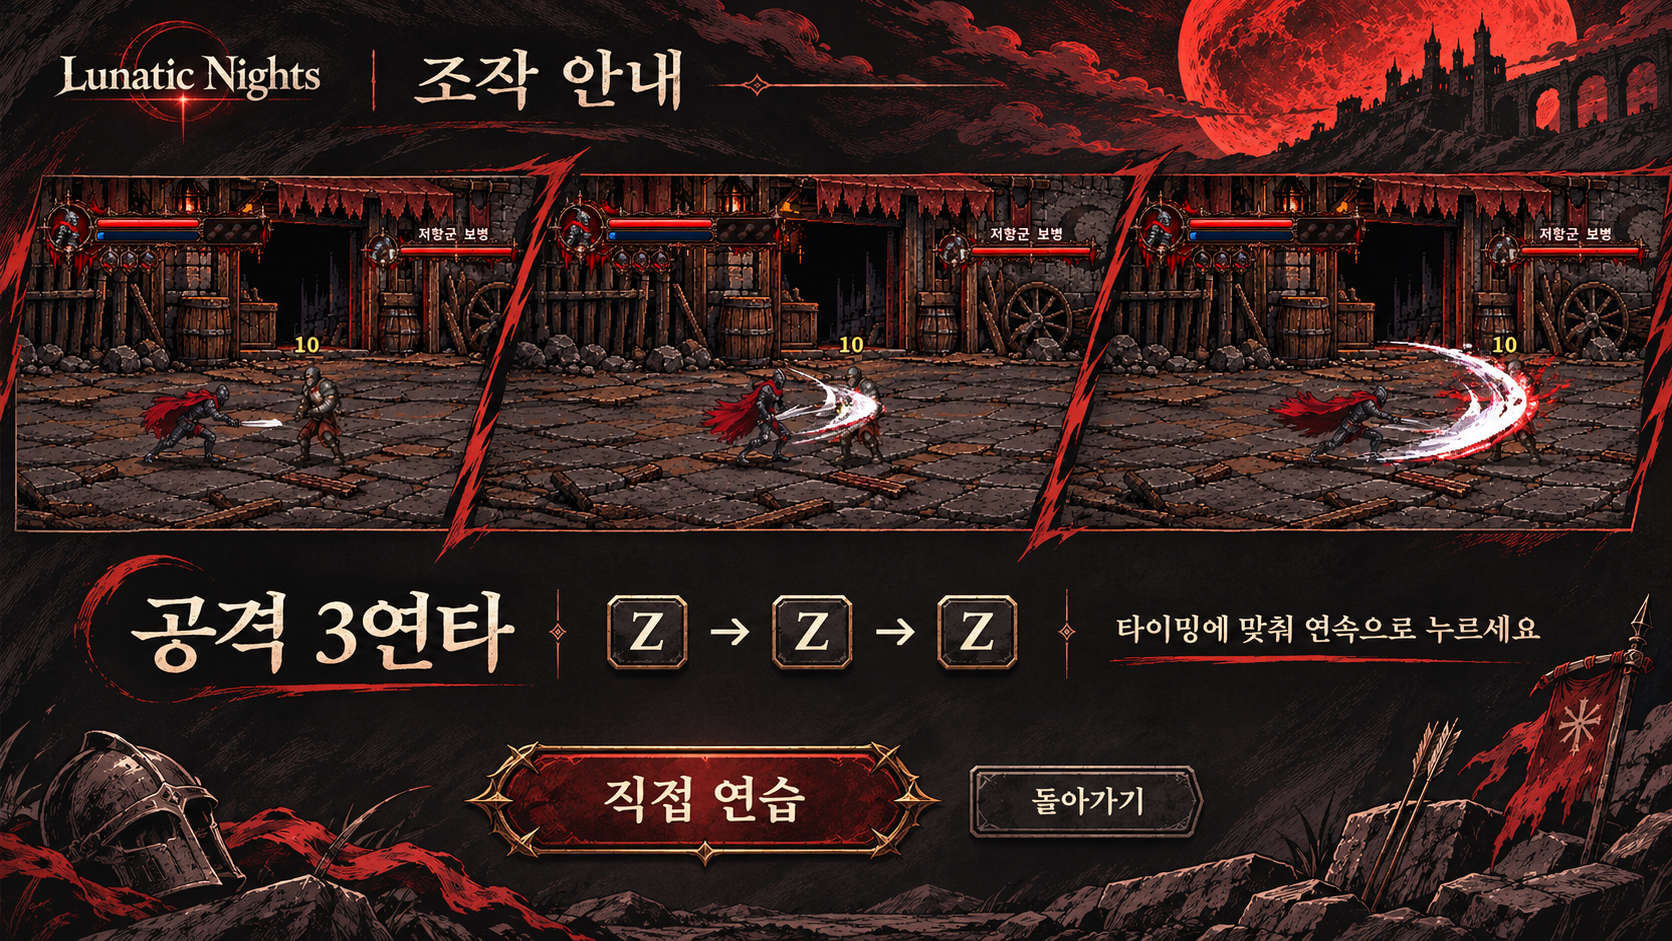 Lunatic Nights
조작 안내
저항군 보병
10
저항군 보병
10
저항군 보병
10
공격 3연타
Z → Z → Z
타이밍에 맞춰 연속으로 누르세요
직접 연습
돌아가기